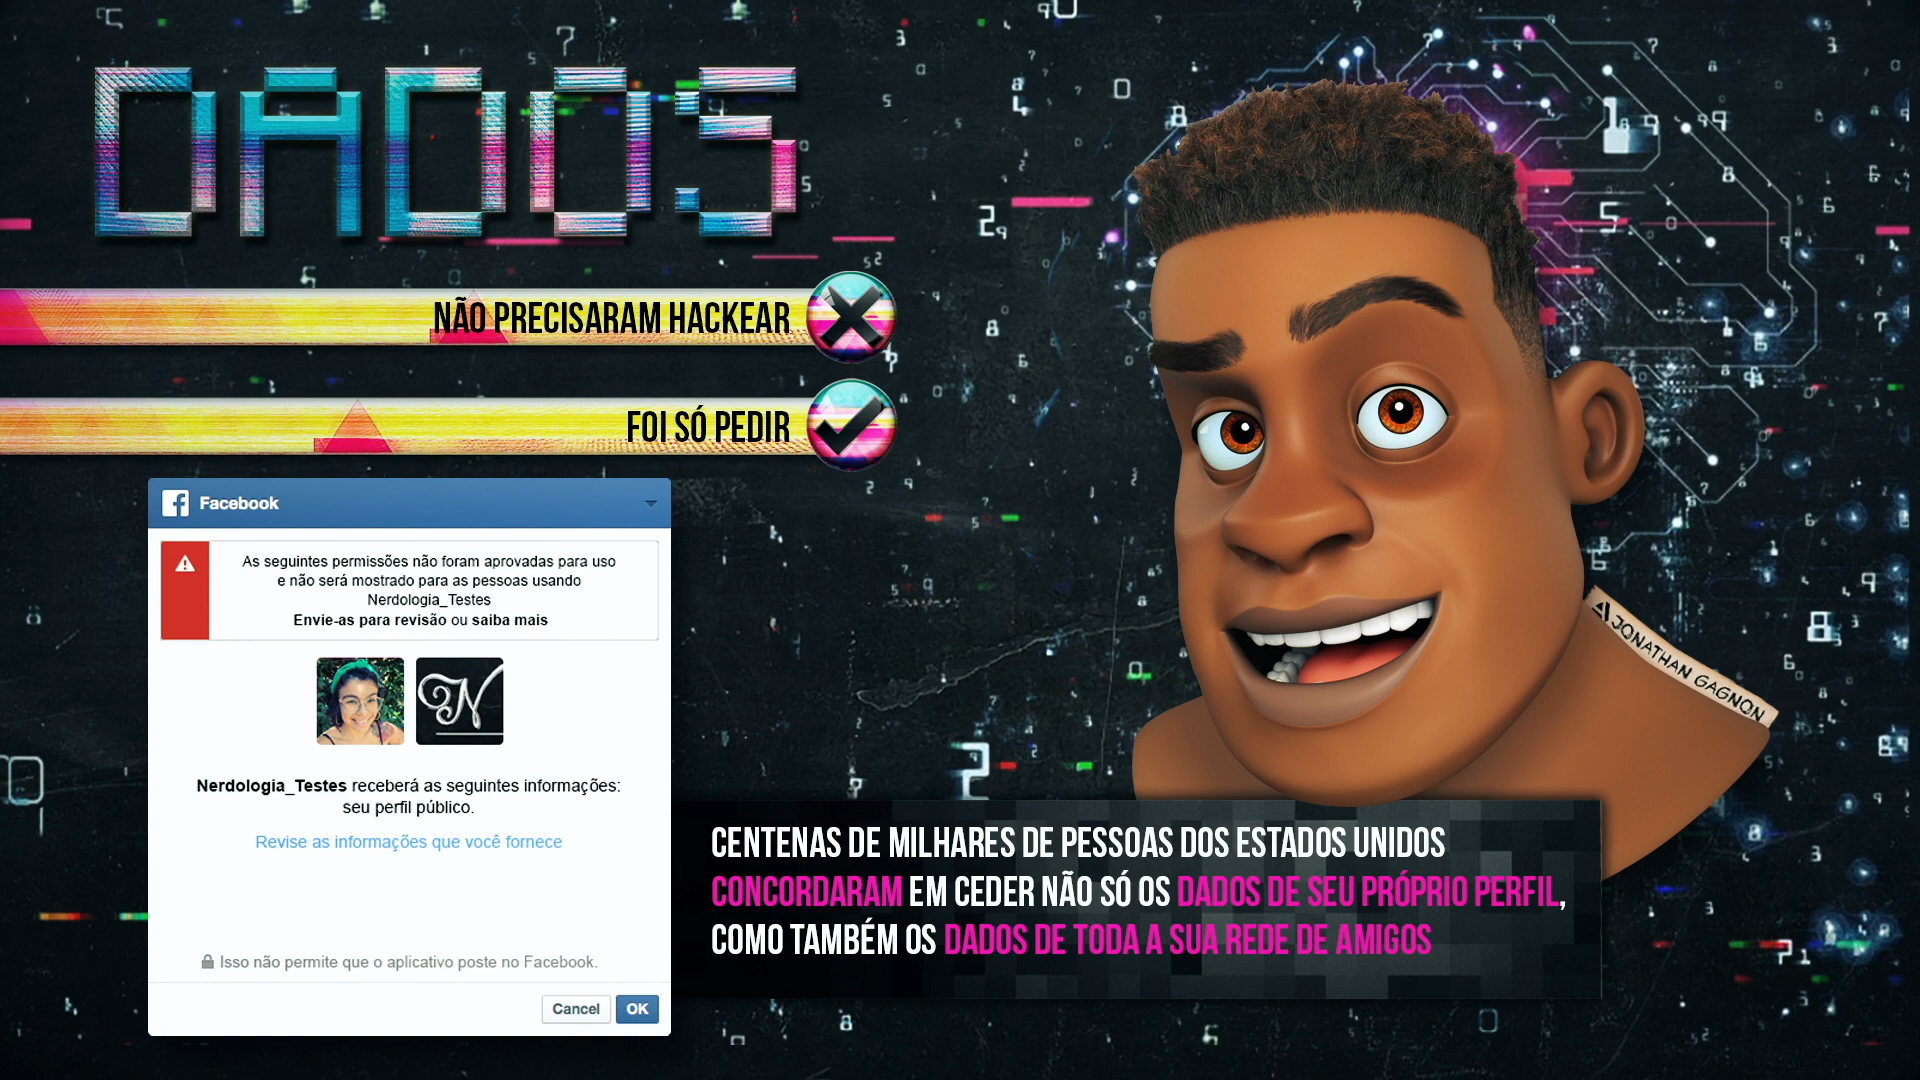 DADOS
NÃO PRECISARAM HACKEAR
FOI SÓ PEDIR
Facebook
As seguintes permissões não foram aprovadas para uso
e não será mostrado para as pessoas usando
Nerdologia_Testes
Envie-as para revisão ou saiba mais
N
Nerdologia_Testes receberá as seguintes informações:
seu perfil público.
Revise as informações que você fornece
Isso não permite que o aplicativo poste no Facebook.
Cancel OK
JONATHAN GAGNON
CENTENAS DE MILHARES DE PESSOAS DOS ESTADOS UNIDOS
CONCORDARAM EM CEDER NÃO SÓ OS DADOS DE SEU PRÓPRIO PERFIL,
COMO TAMBÉM OS DADOS DE TODA A SUA REDE DE AMIGOS